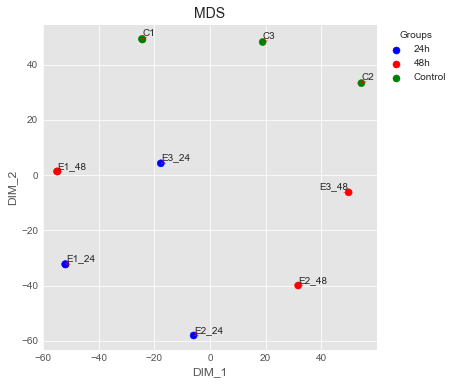 MDS
Groups
24h
48h
Control
C1
C3
C2
E3_24
E1_48
E3_48
E1_24
E2_48
E2_24
40
20
0
−20
−40
−60
DIM_2
−60
−40
−20
0
20
40
DIM_1